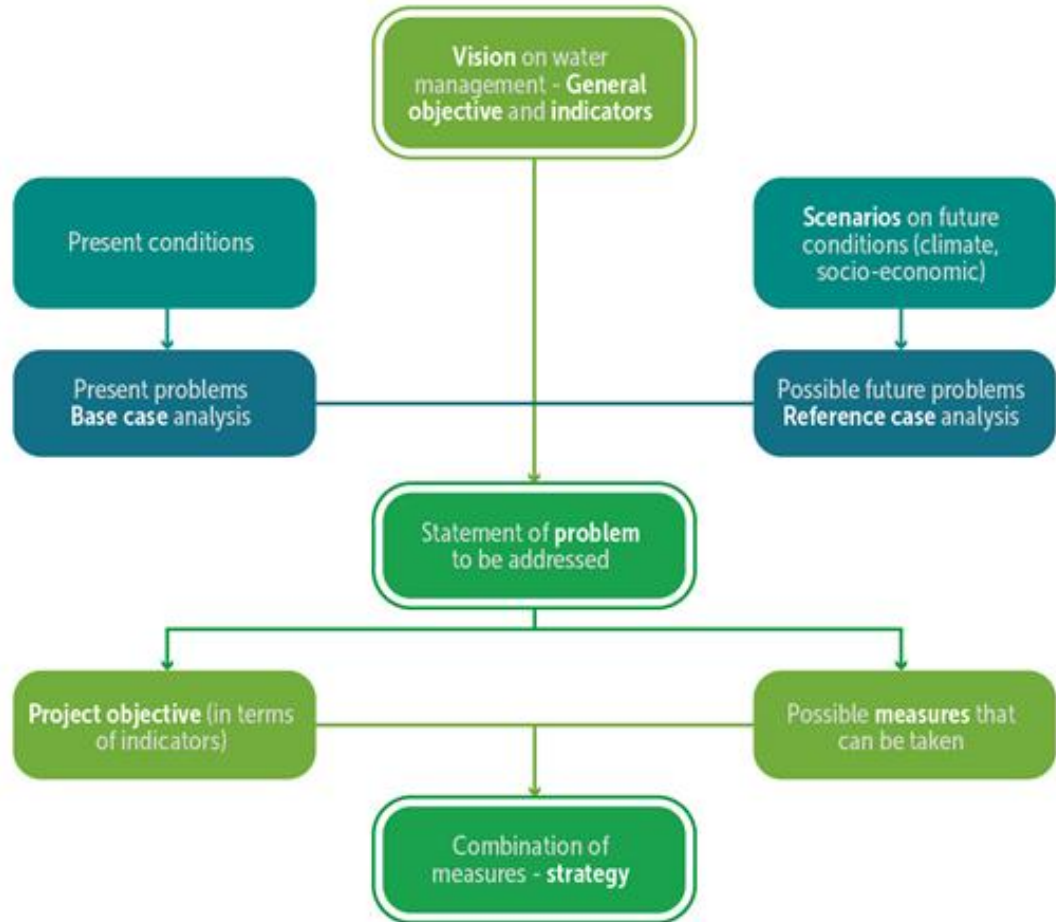 Vision on water
management - General
objective and indicators
Present conditions
Scenarios on future
conditions (climate,
socio-economic)
Present problems
Base case analysis
Possible future problems
Reference case analysis
Statement of problem
to be addressed
Project objective (in terms
of indicators)
Possible measures that
can be taken
Combination of
measures - strategy